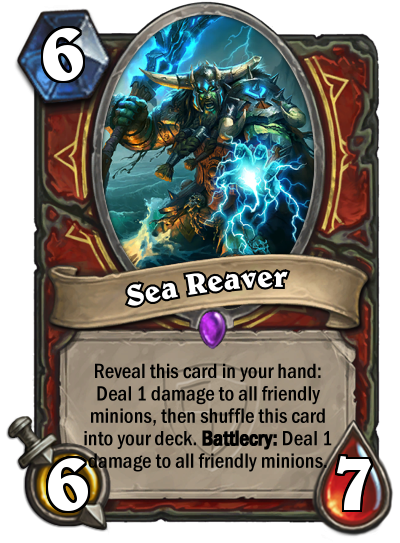 6
Sea Reaver
Reveal this card in your hand:
Deal 1 damage to all friendly
minions, then shuffle this card
into your deck. Battlecry: Deal 1
damage to all friendly minions.
6
7